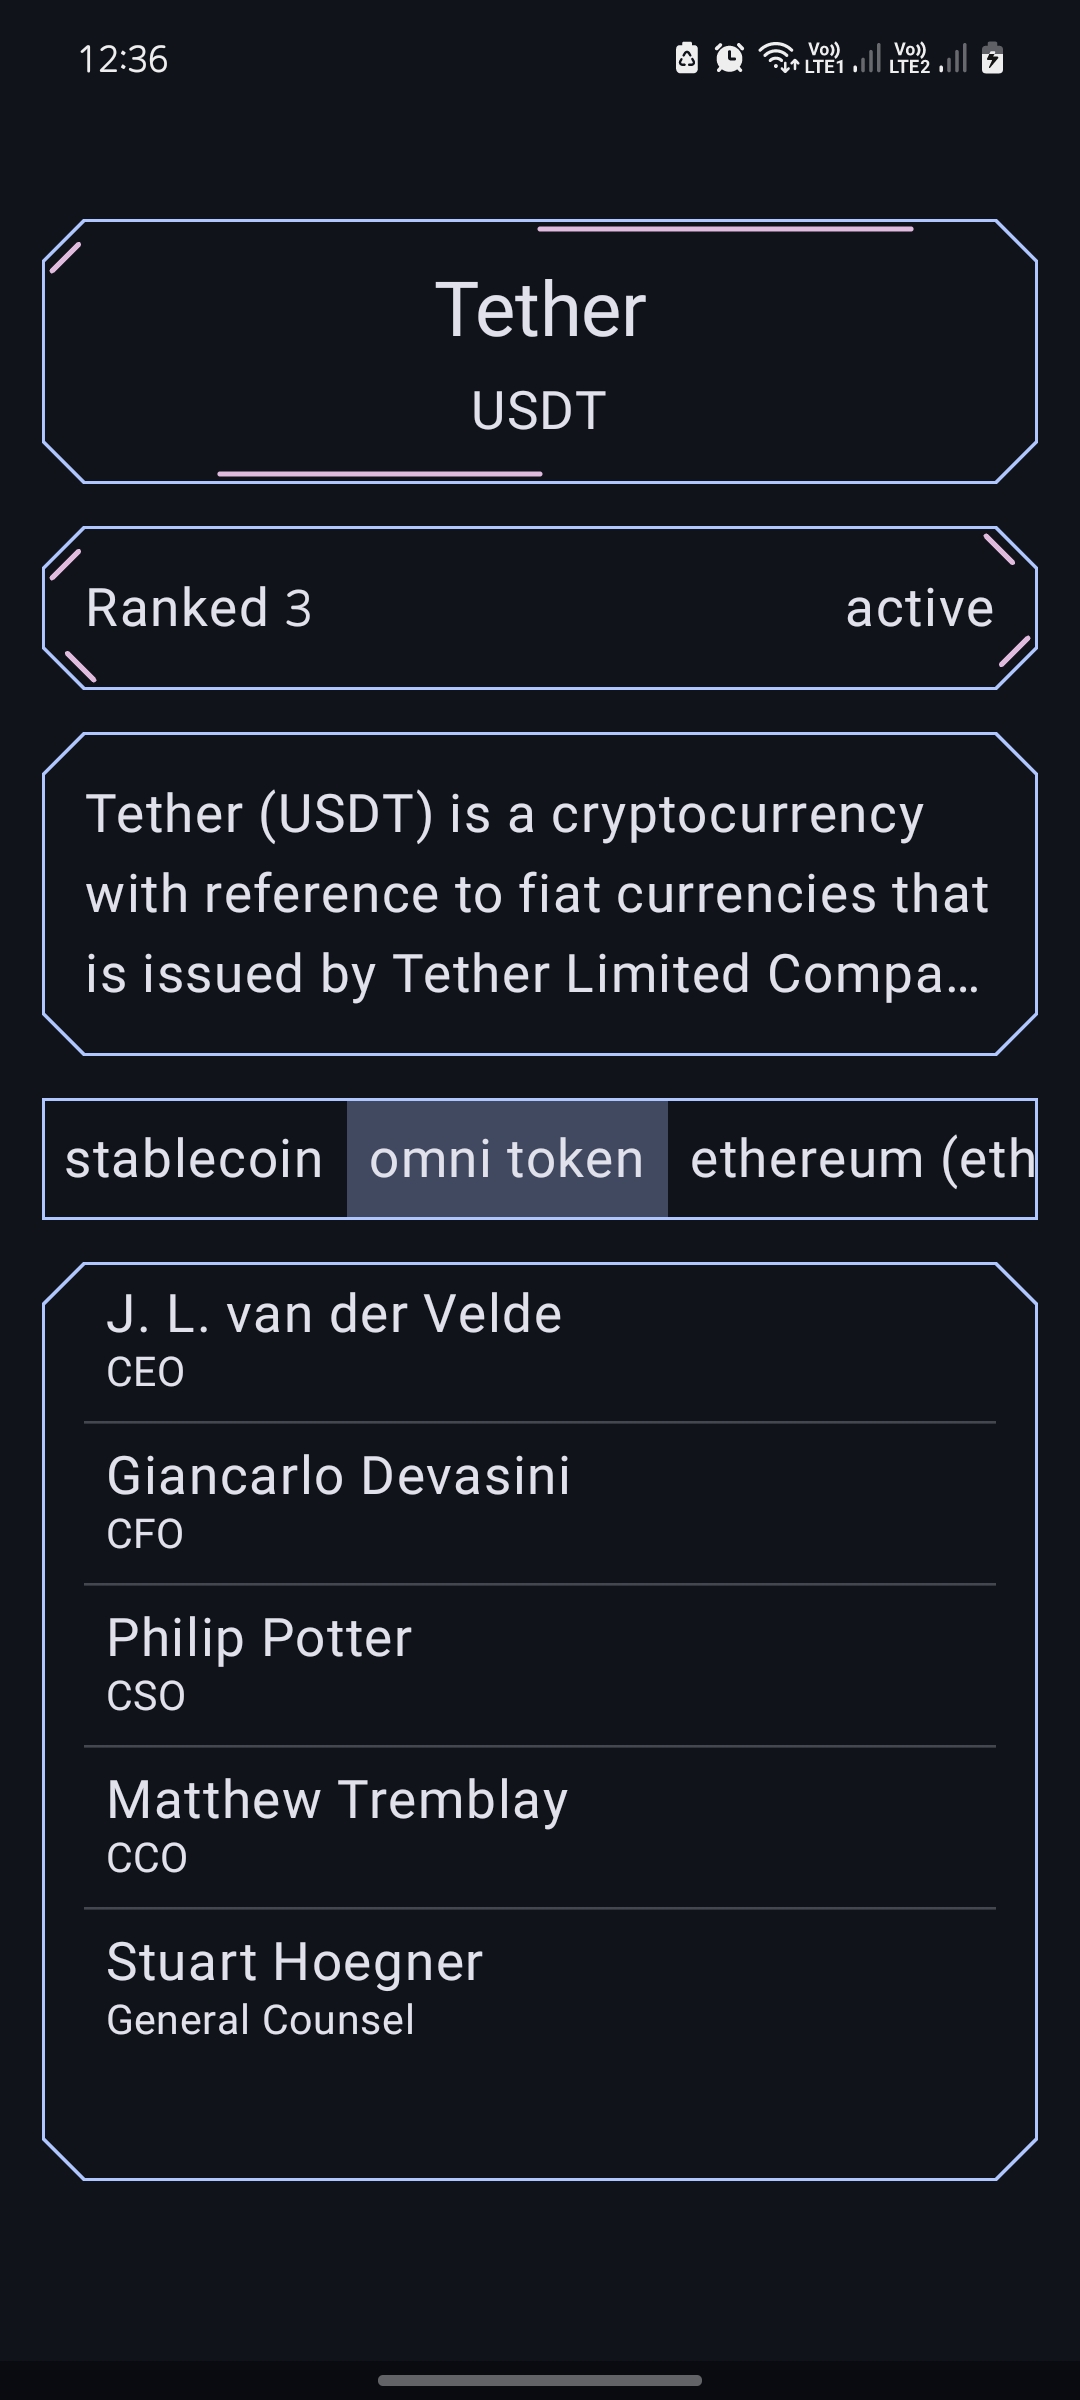 12:36
Vo)) LTE1 Vo)) LTE2
Tether
USDT
Ranked 3 active
Tether (USDT) is a cryptocurrency
with reference to fiat currencies that
is issued by Tether Limited Compa…
stablecoin omni token ethereum (eth
J. L. van der Velde
CEO
Giancarlo Devasini
CFO
Philip Potter
CSO
Matthew Tremblay
CCO
Stuart Hoegner
General Counsel